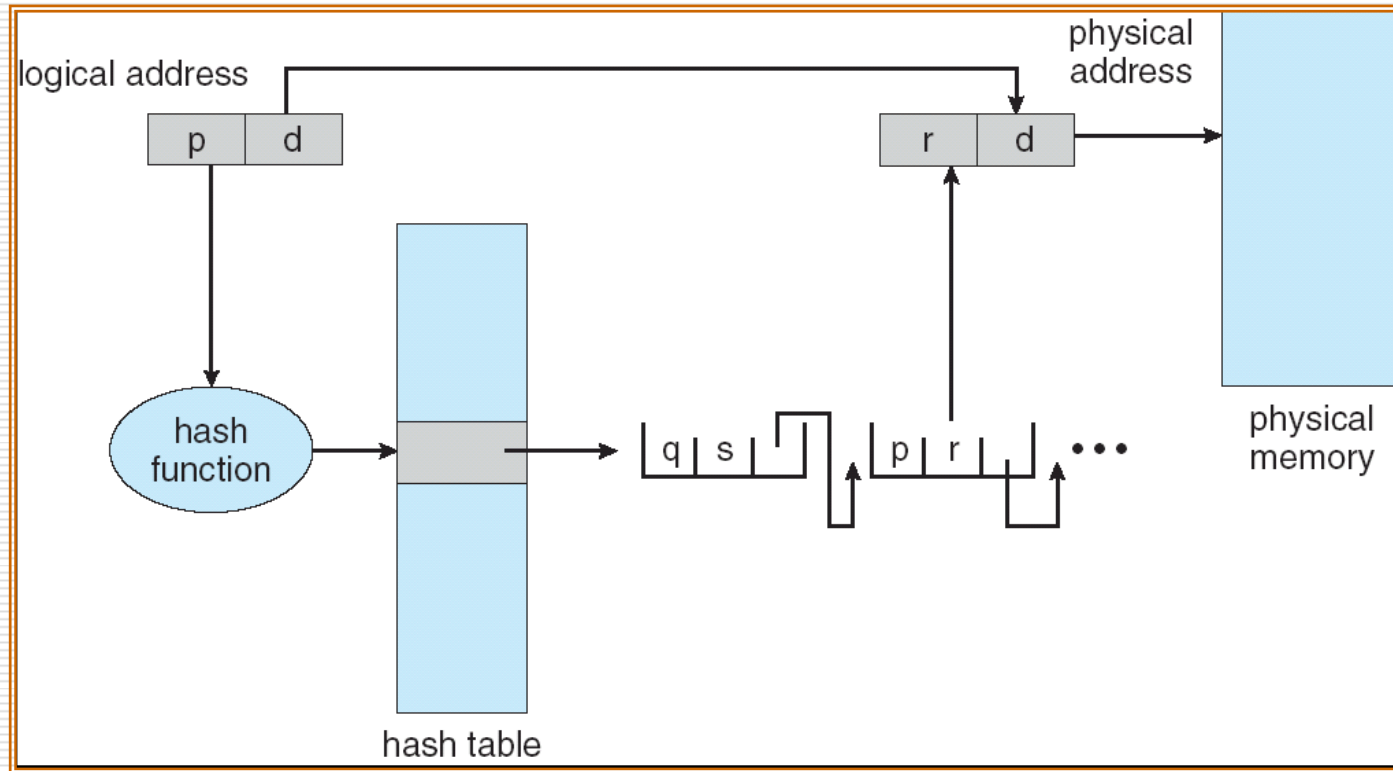 logical address
physical
address
p d
r d
hash
function
q s
p r
physical
memory
hash table